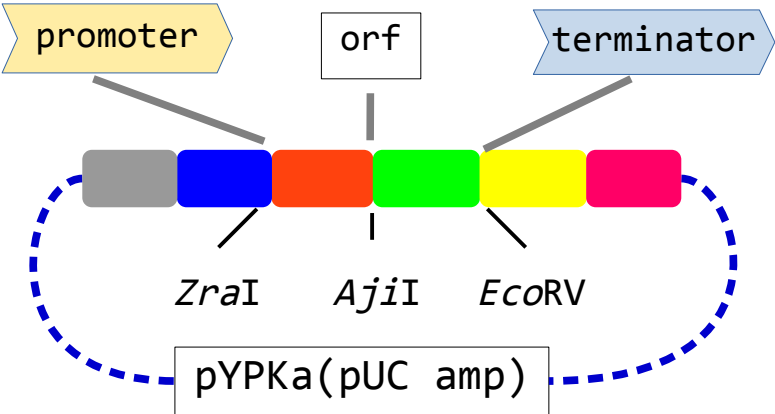 promoter orf terminator
ZraI AjiI EcoRV
pYPKa(pUC amp)